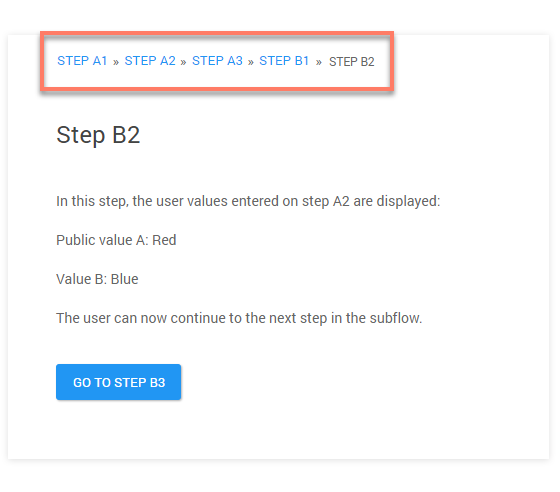 STEP A1 » STEP A2 » STEP A3 » STEP B1 » STEP B2
Step B2
In this step, the user values entered on step A2 are displayed:
Public value A: Red
Value B: Blue
The user can now continue to the next step in the subflow.
GO TO STEP B3